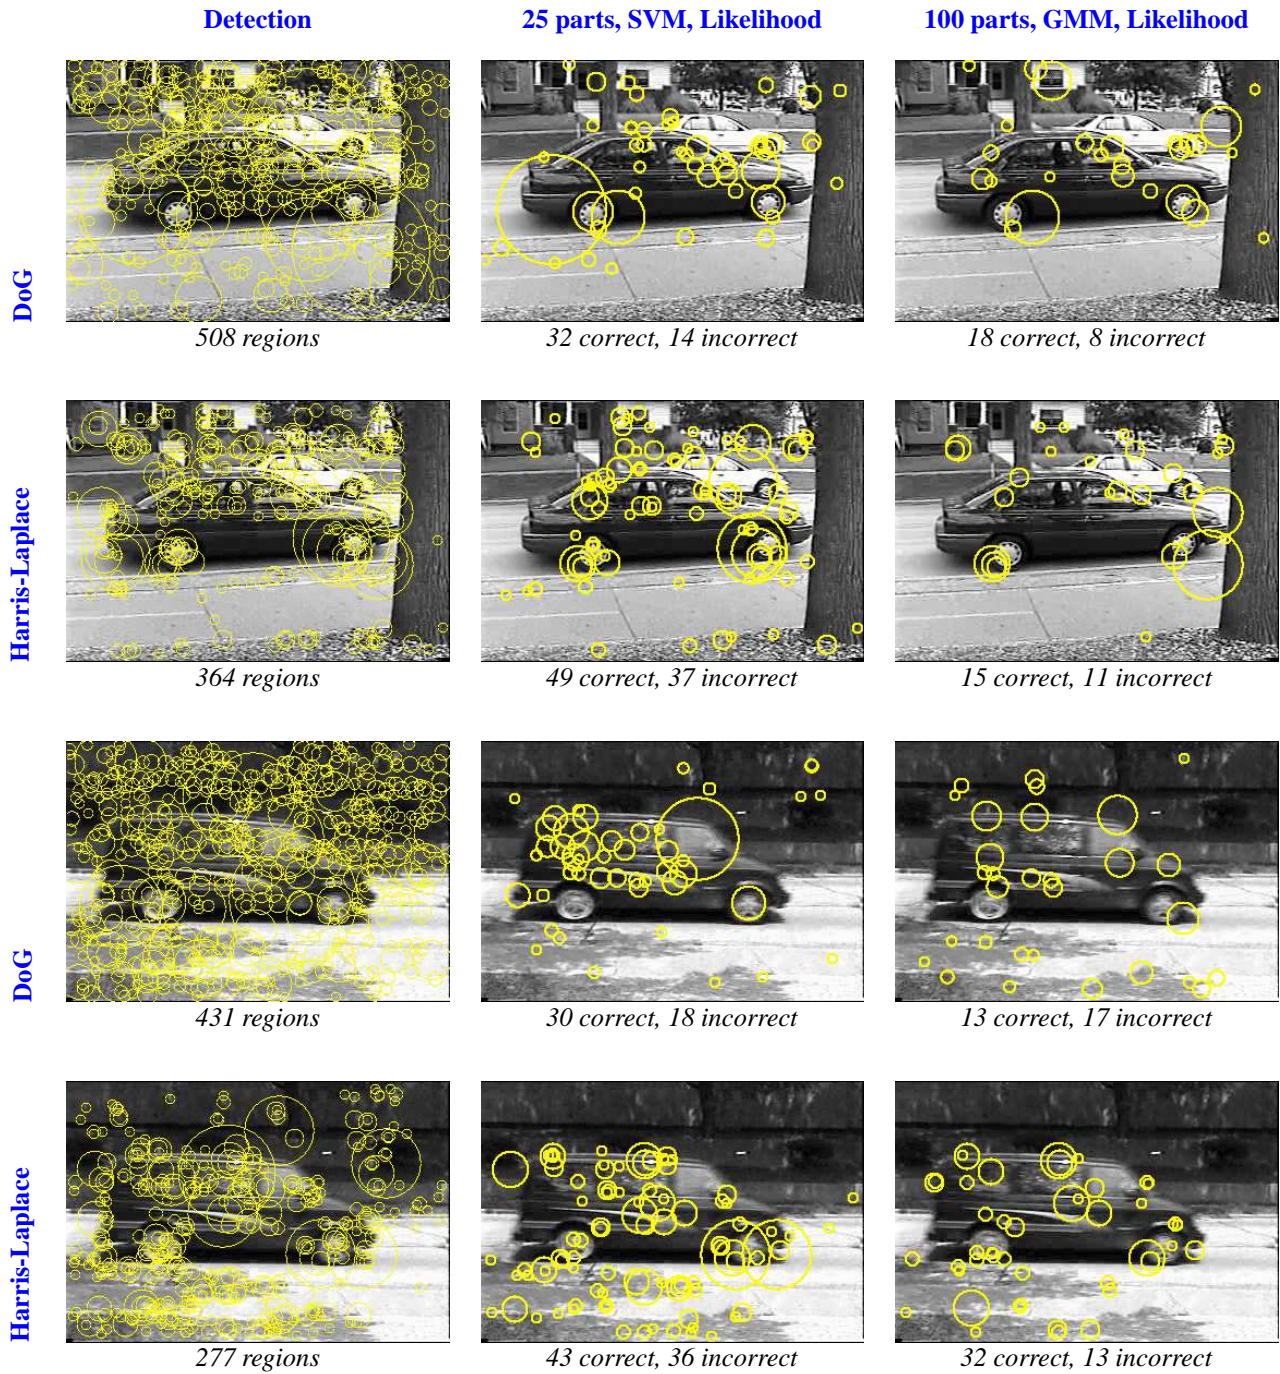 Detection
25 parts, SVM, Likelihood
100 parts, GMM, Likelihood
DoG
508 regions
32 correct, 14 incorrect
18 correct, 8 incorrect
Harris-Laplace
364 regions
49 correct, 37 incorrect
15 correct, 11 incorrect
DoG
431 regions
30 correct, 18 incorrect
13 correct, 17 incorrect
Harris-Laplace
277 regions
43 correct, 36 incorrect
32 correct, 13 incorrect